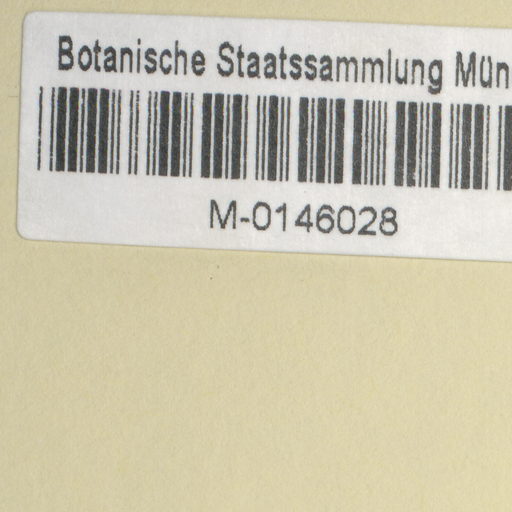 Botanische Staatssammlung Mün
M-0146028